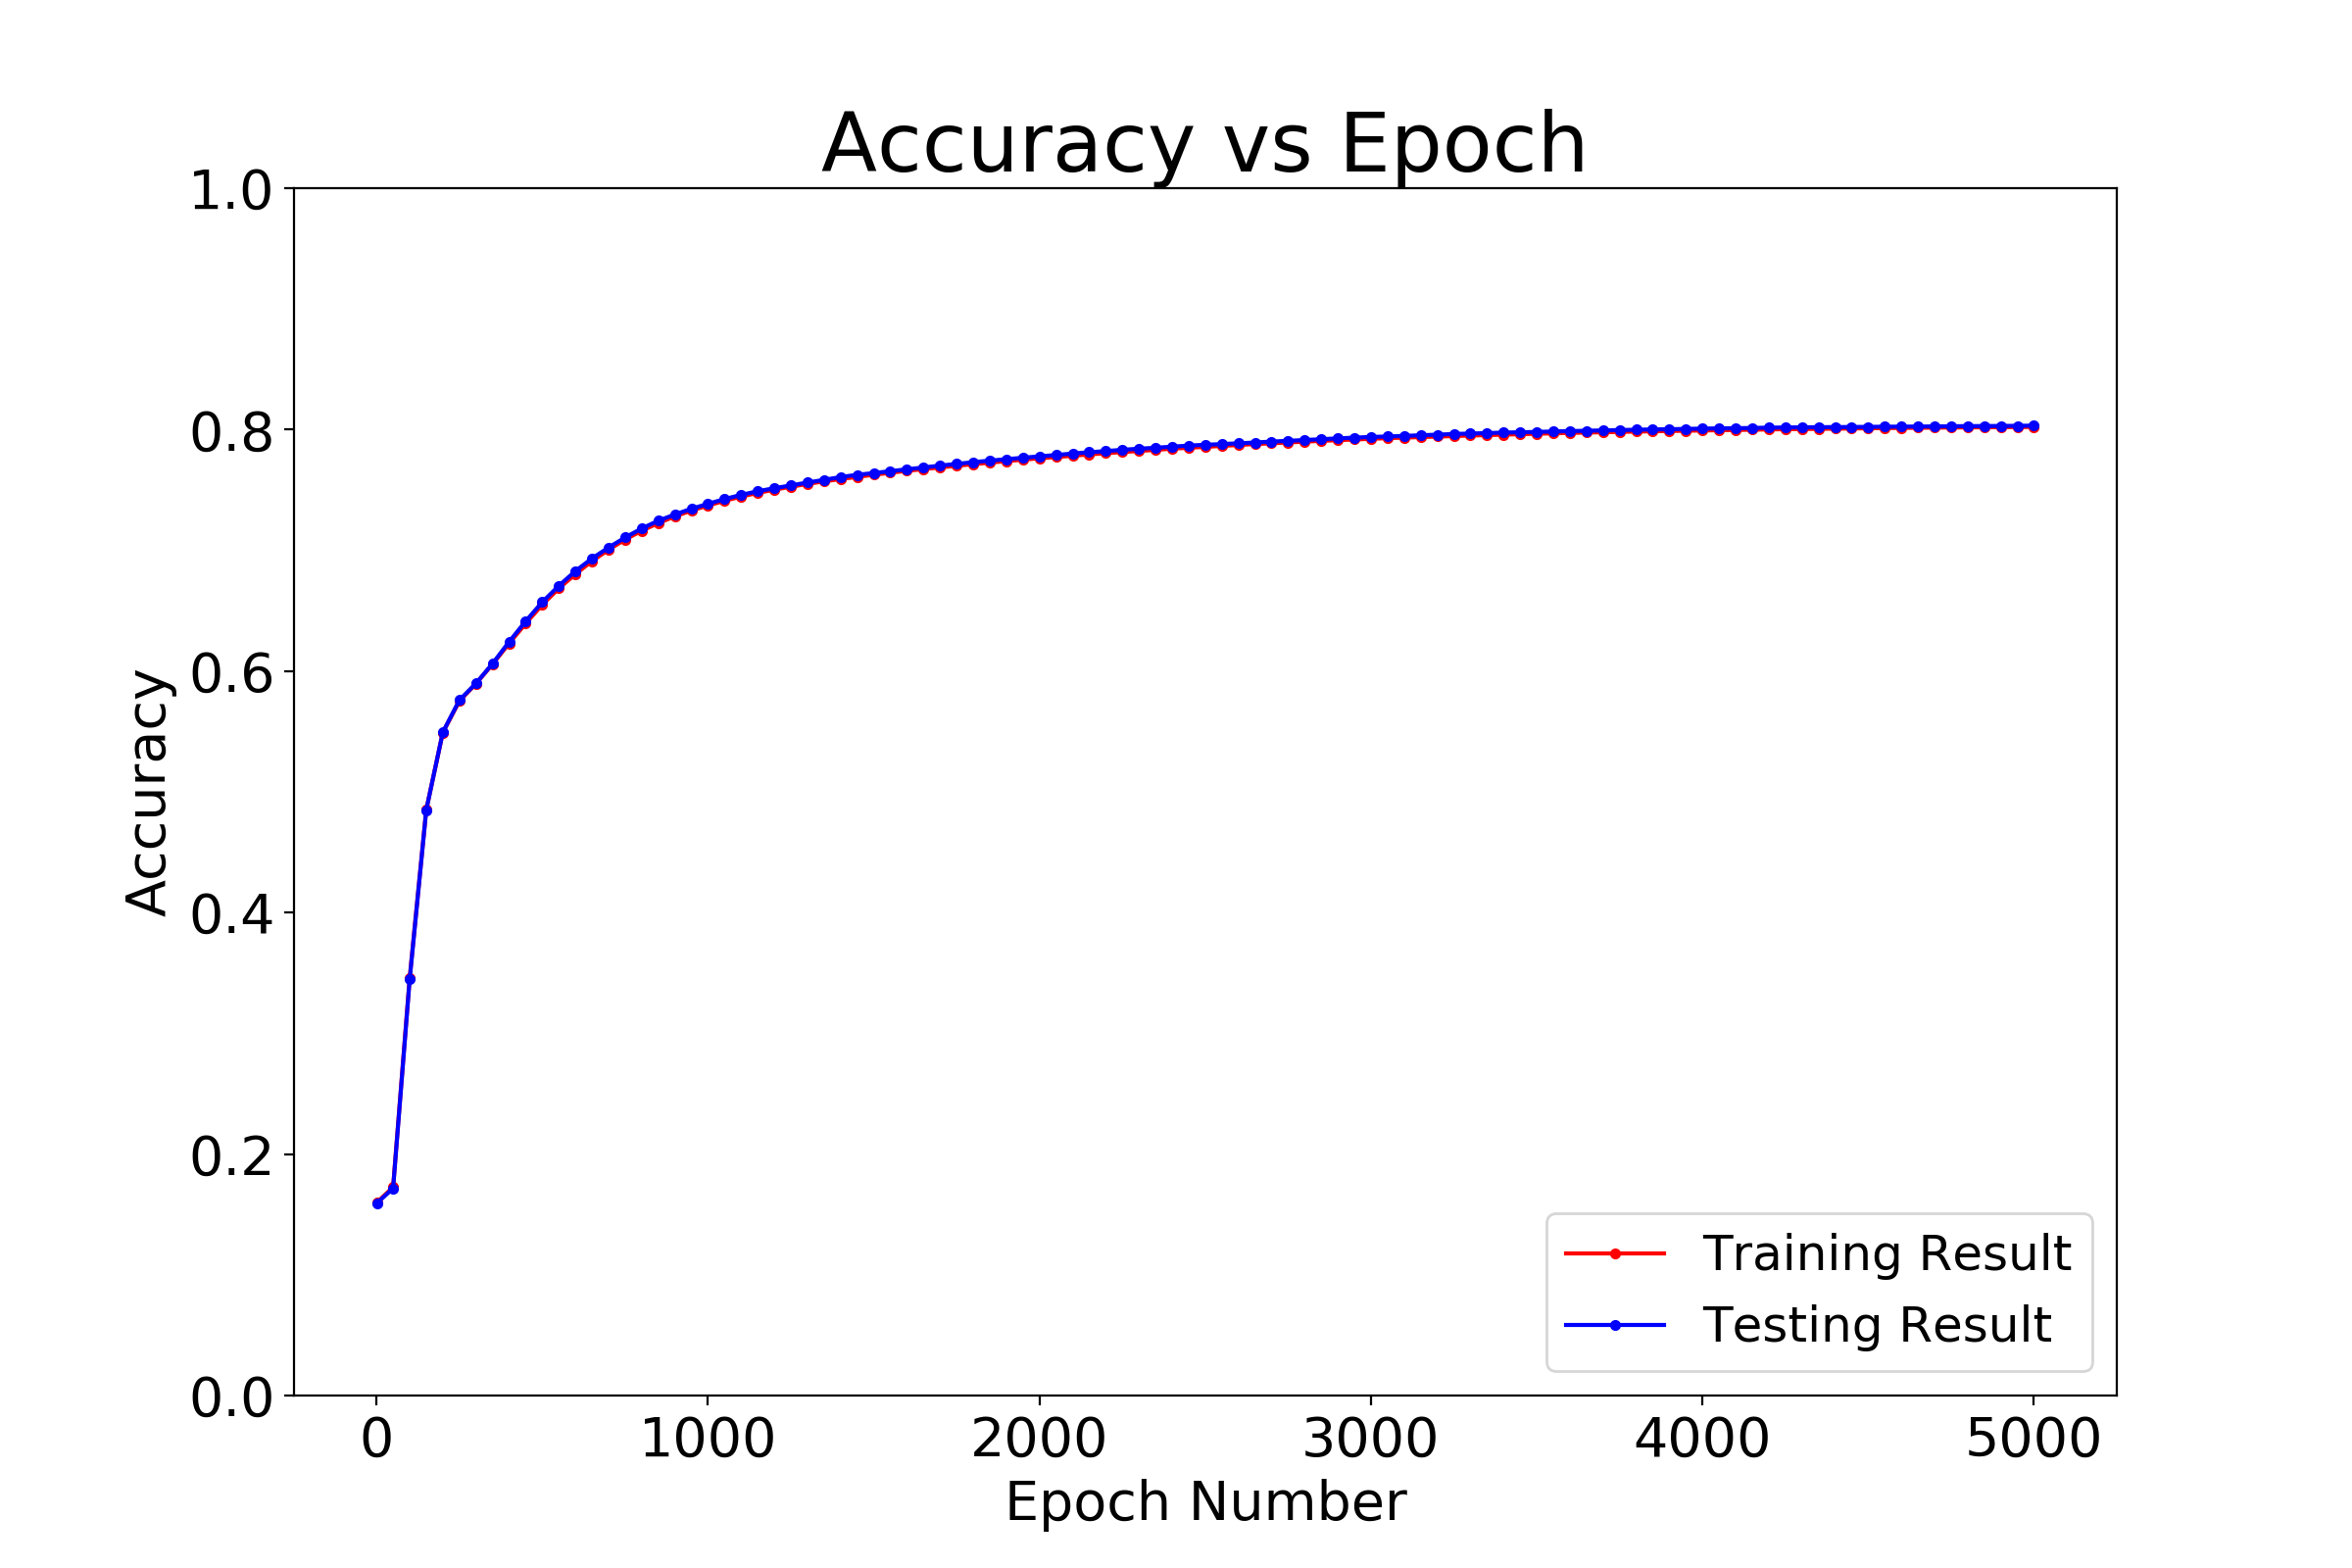 Accuracy vs Epoch
1.0
0.8
0.6
0.4
0.2
0.0
Accuracy
0 1000 2000 3000 4000 5000
Epoch Number
Training Result
Testing Result